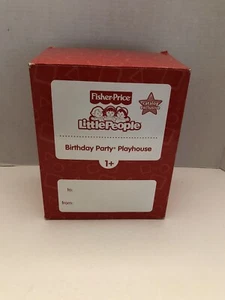 Fisher-Price
Little People
Birthday Party Playhouse
1+
to:
from: